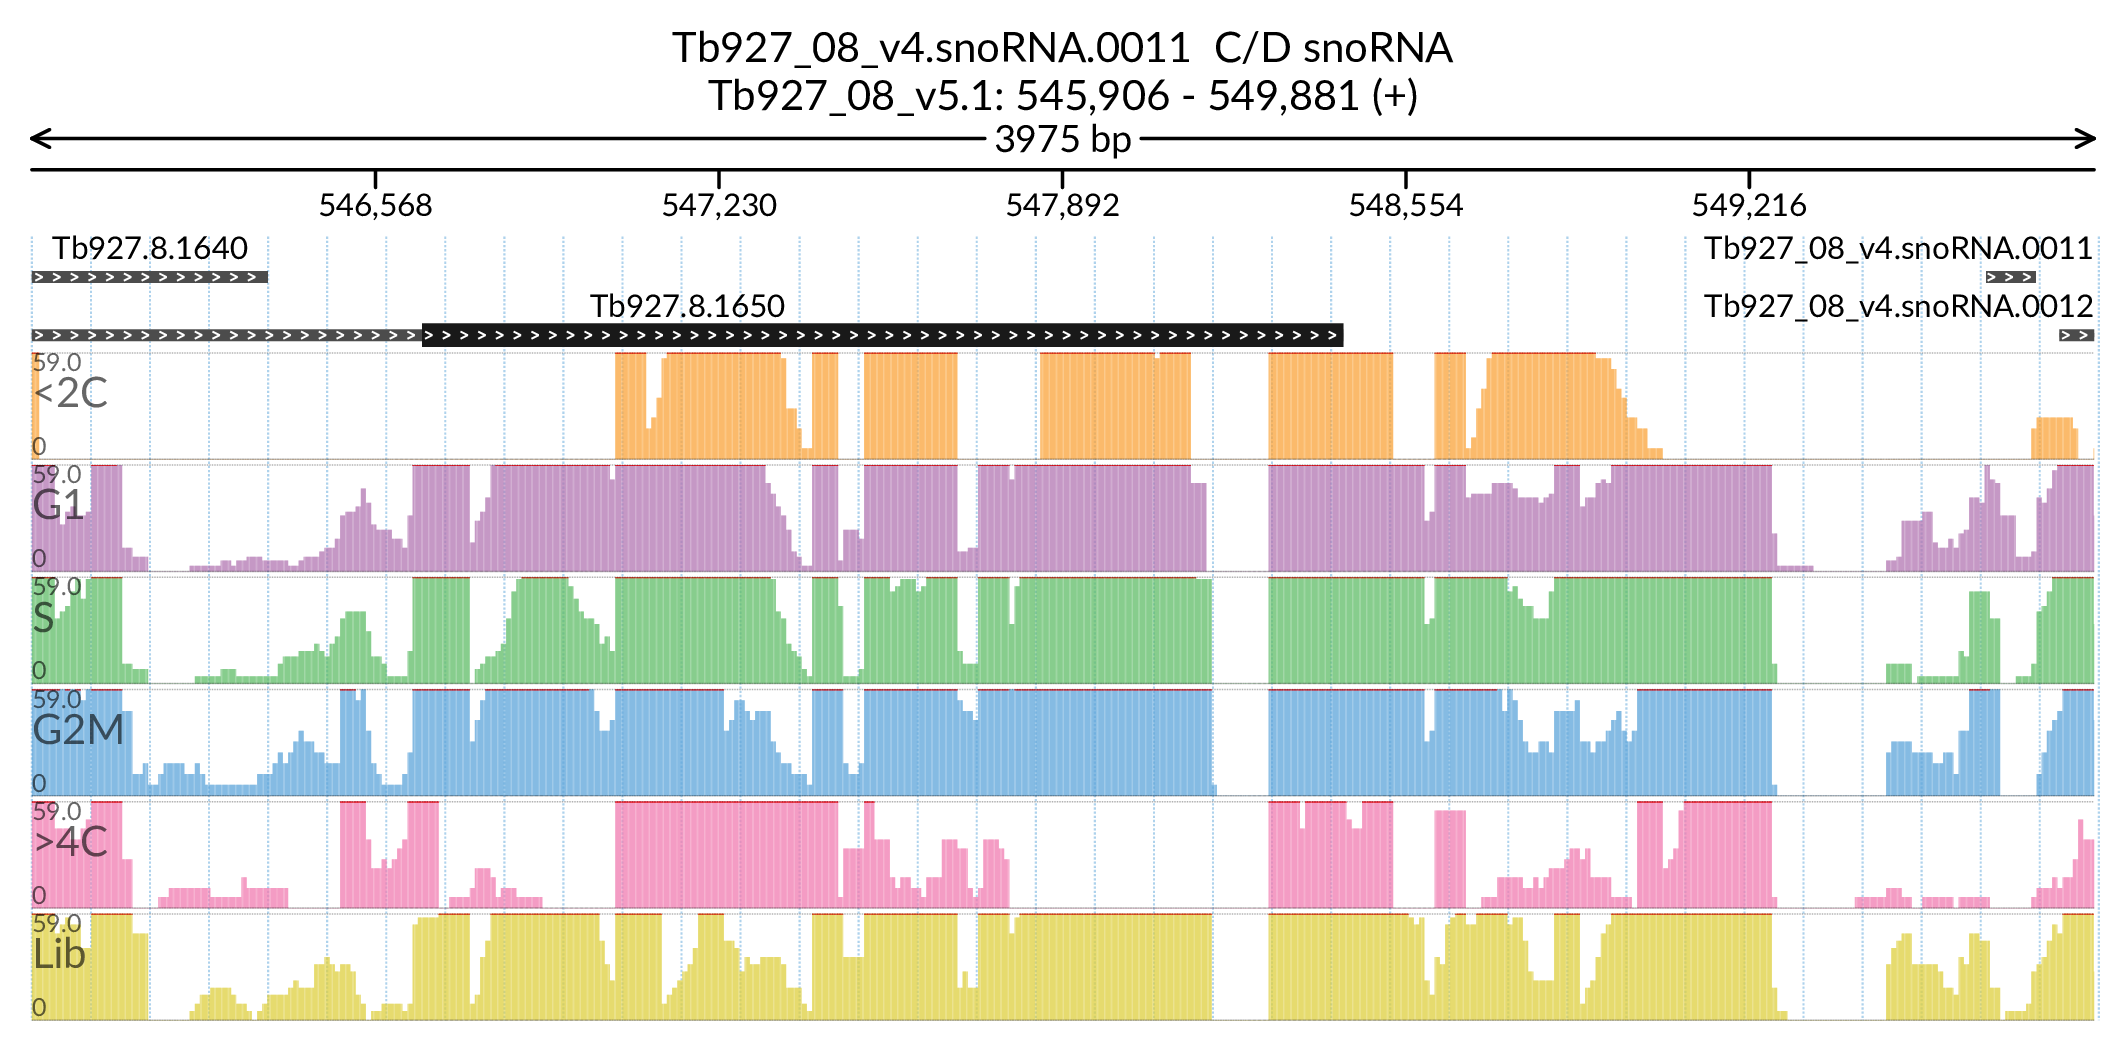 Tb927_08_v4.snoRNA.0011 C/D snoRNA
Tb927_08_v5.1: 545,906 - 549,881 (+)
3975 bp
546,568 547,230 547,892 548,554 549,216
Tb927.8.1640 Tb927_08_v4.snoRNA.0011
Tb927.8.1650 Tb927_08_v4.snoRNA.0012
59.0
<2C
0
59.0
G1
0
59.0
S
0
59.0
G2M
0
59.0
>4C
0
59.0
Lib
0